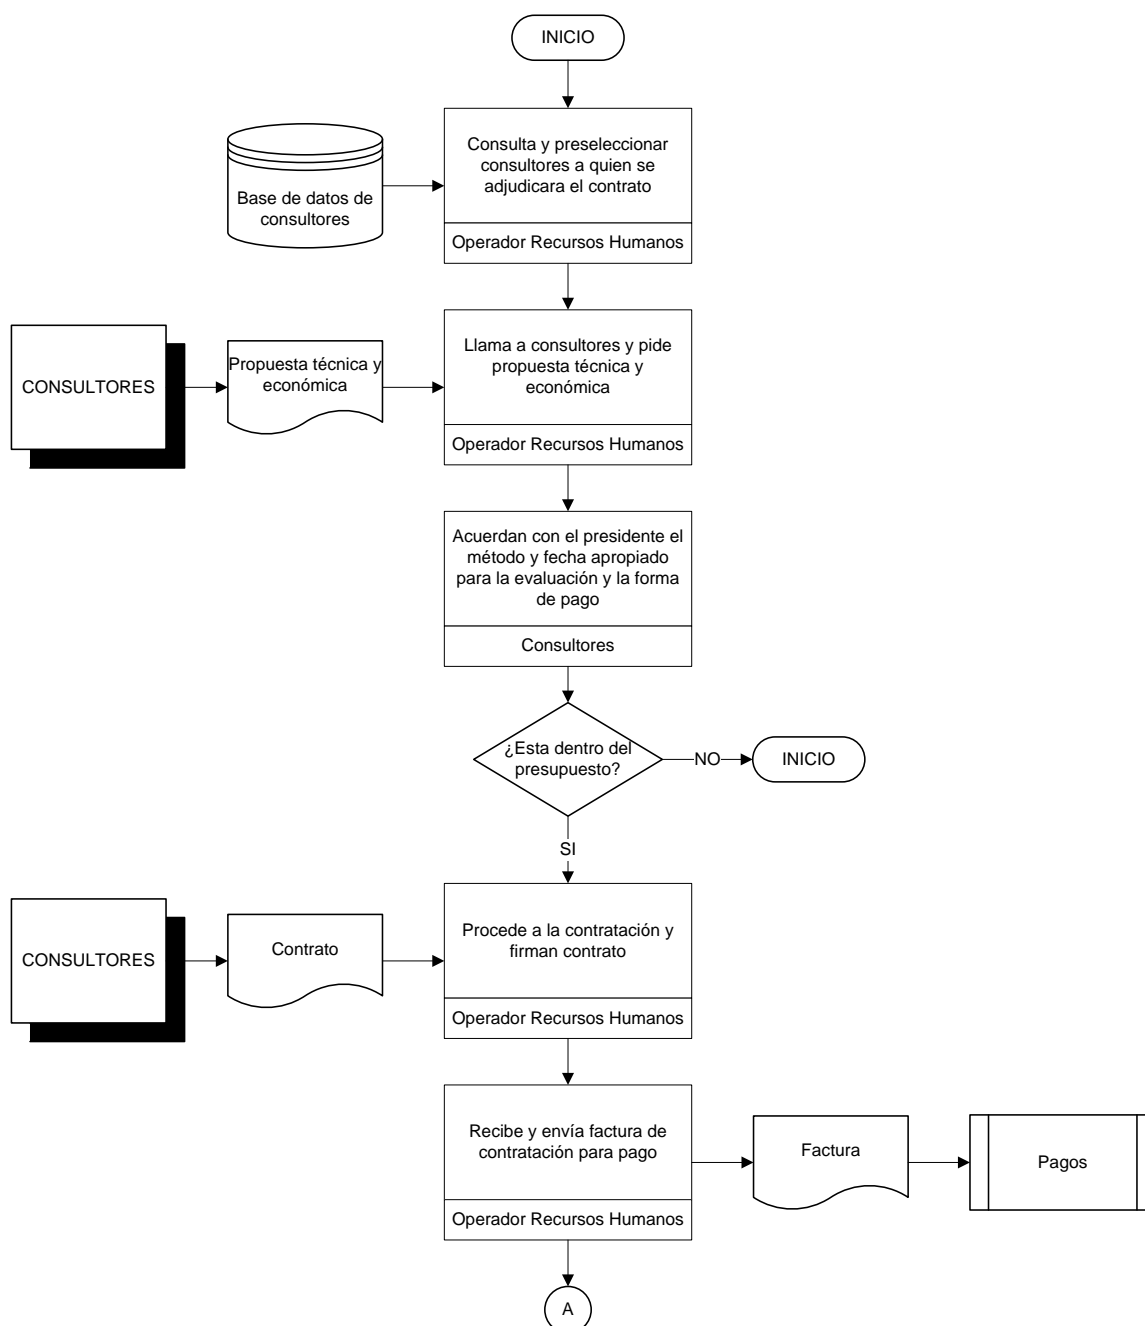 INICIO
Consulta y preseleccionar
consultores a quien se
adjudicara el contrato
Base de datos de
consultores
Operador Recursos Humanos
CONSULTORES
Propuesta técnica y
económica
Llama a consultores y pide
propuesta técnica y
económica
Operador Recursos Humanos
Acuerdan con el presidente el
método y fecha apropiado
para la evaluación y la forma
de pago
Consultores
¿Esta dentro del
presupuesto?
NO
INICIO
SI
CONSULTORES
Contrato
Procede a la contratación y
firman contrato
Operador Recursos Humanos
Recibe y envía factura de
contratación para pago
Operador Recursos Humanos
Factura
Pagos
A